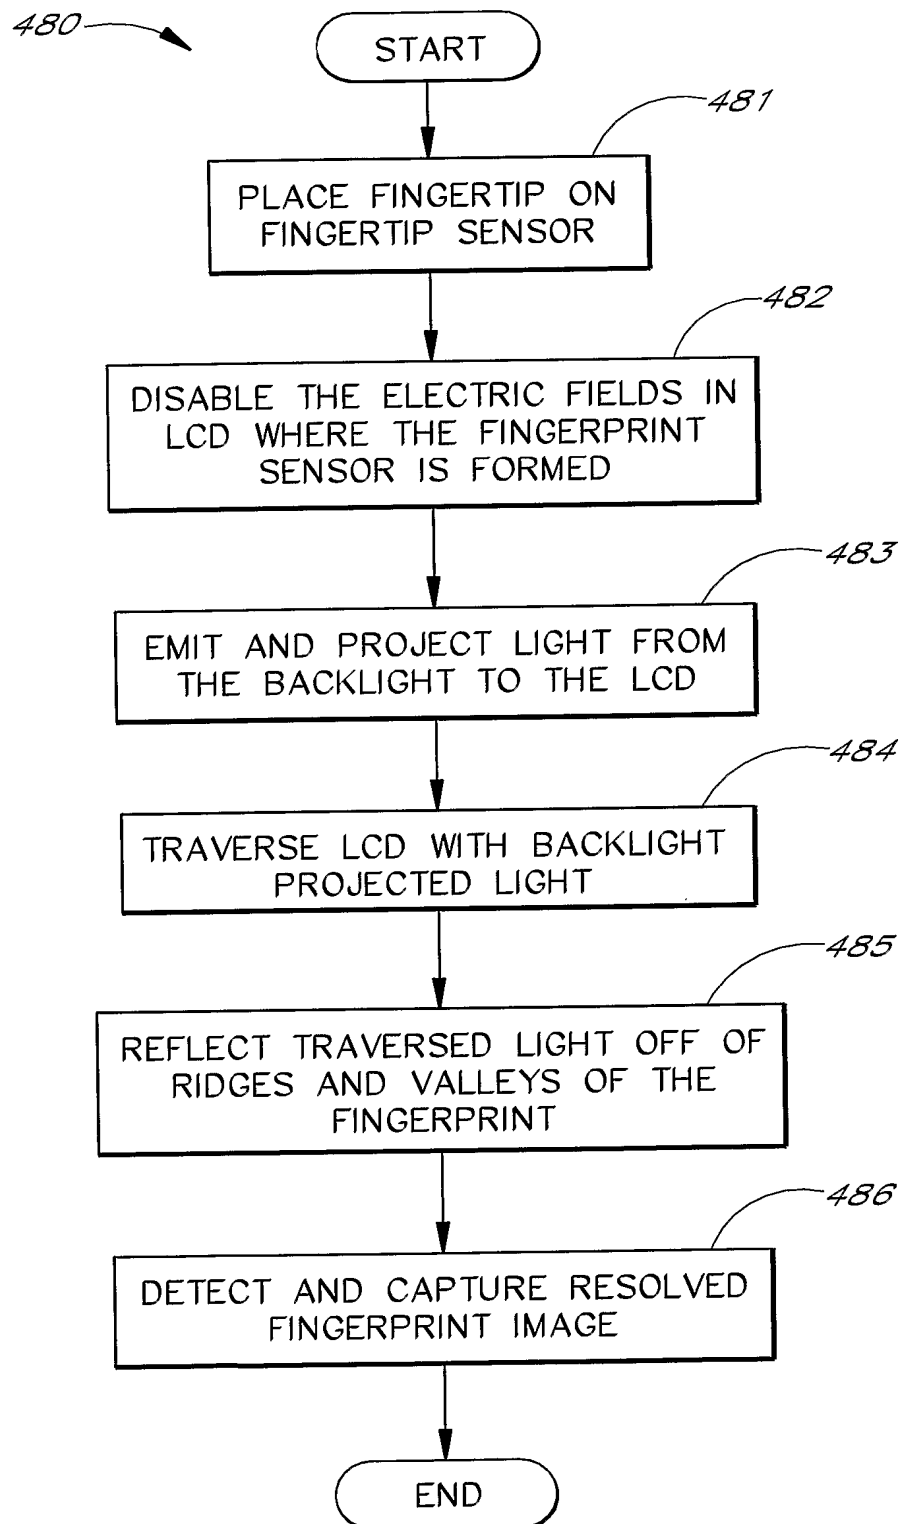 480
START
481
PLACE FINGERTIP ON
FINGERTIP SENSOR
482
DISABLE THE ELECTRIC FIELDS IN
LCD WHERE THE FINGERPRINT
SENSOR IS FORMED
483
EMIT AND PROJECT LIGHT FROM
THE BACKLIGHT TO THE LCD
484
TRAVERSE LCD WITH BACKLIGHT
PROJECTED LIGHT
485
REFLECT TRAVERSED LIGHT OFF OF
RIDGES AND VALLEYS OF THE
FINGERPRINT
486
DETECT AND CAPTURE RESOLVED
FINGERPRINT IMAGE
END